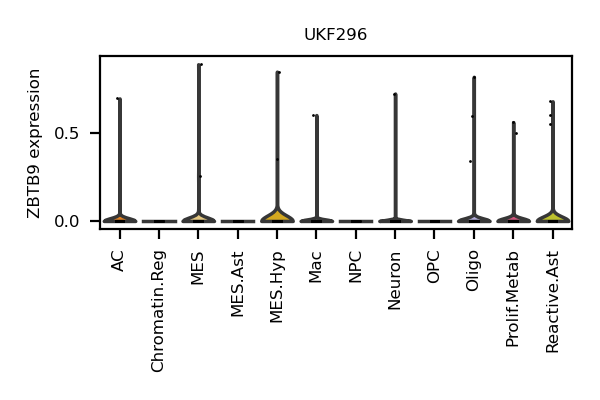 UKF296
ZBTB9 expression
0.5
0.0
AC
Chromatin.Reg
MES
MES.Ast
MES.Hyp
Mac
NPC
Neuron
OPC
Oligo
Prolif.Metab
Reactive.Ast